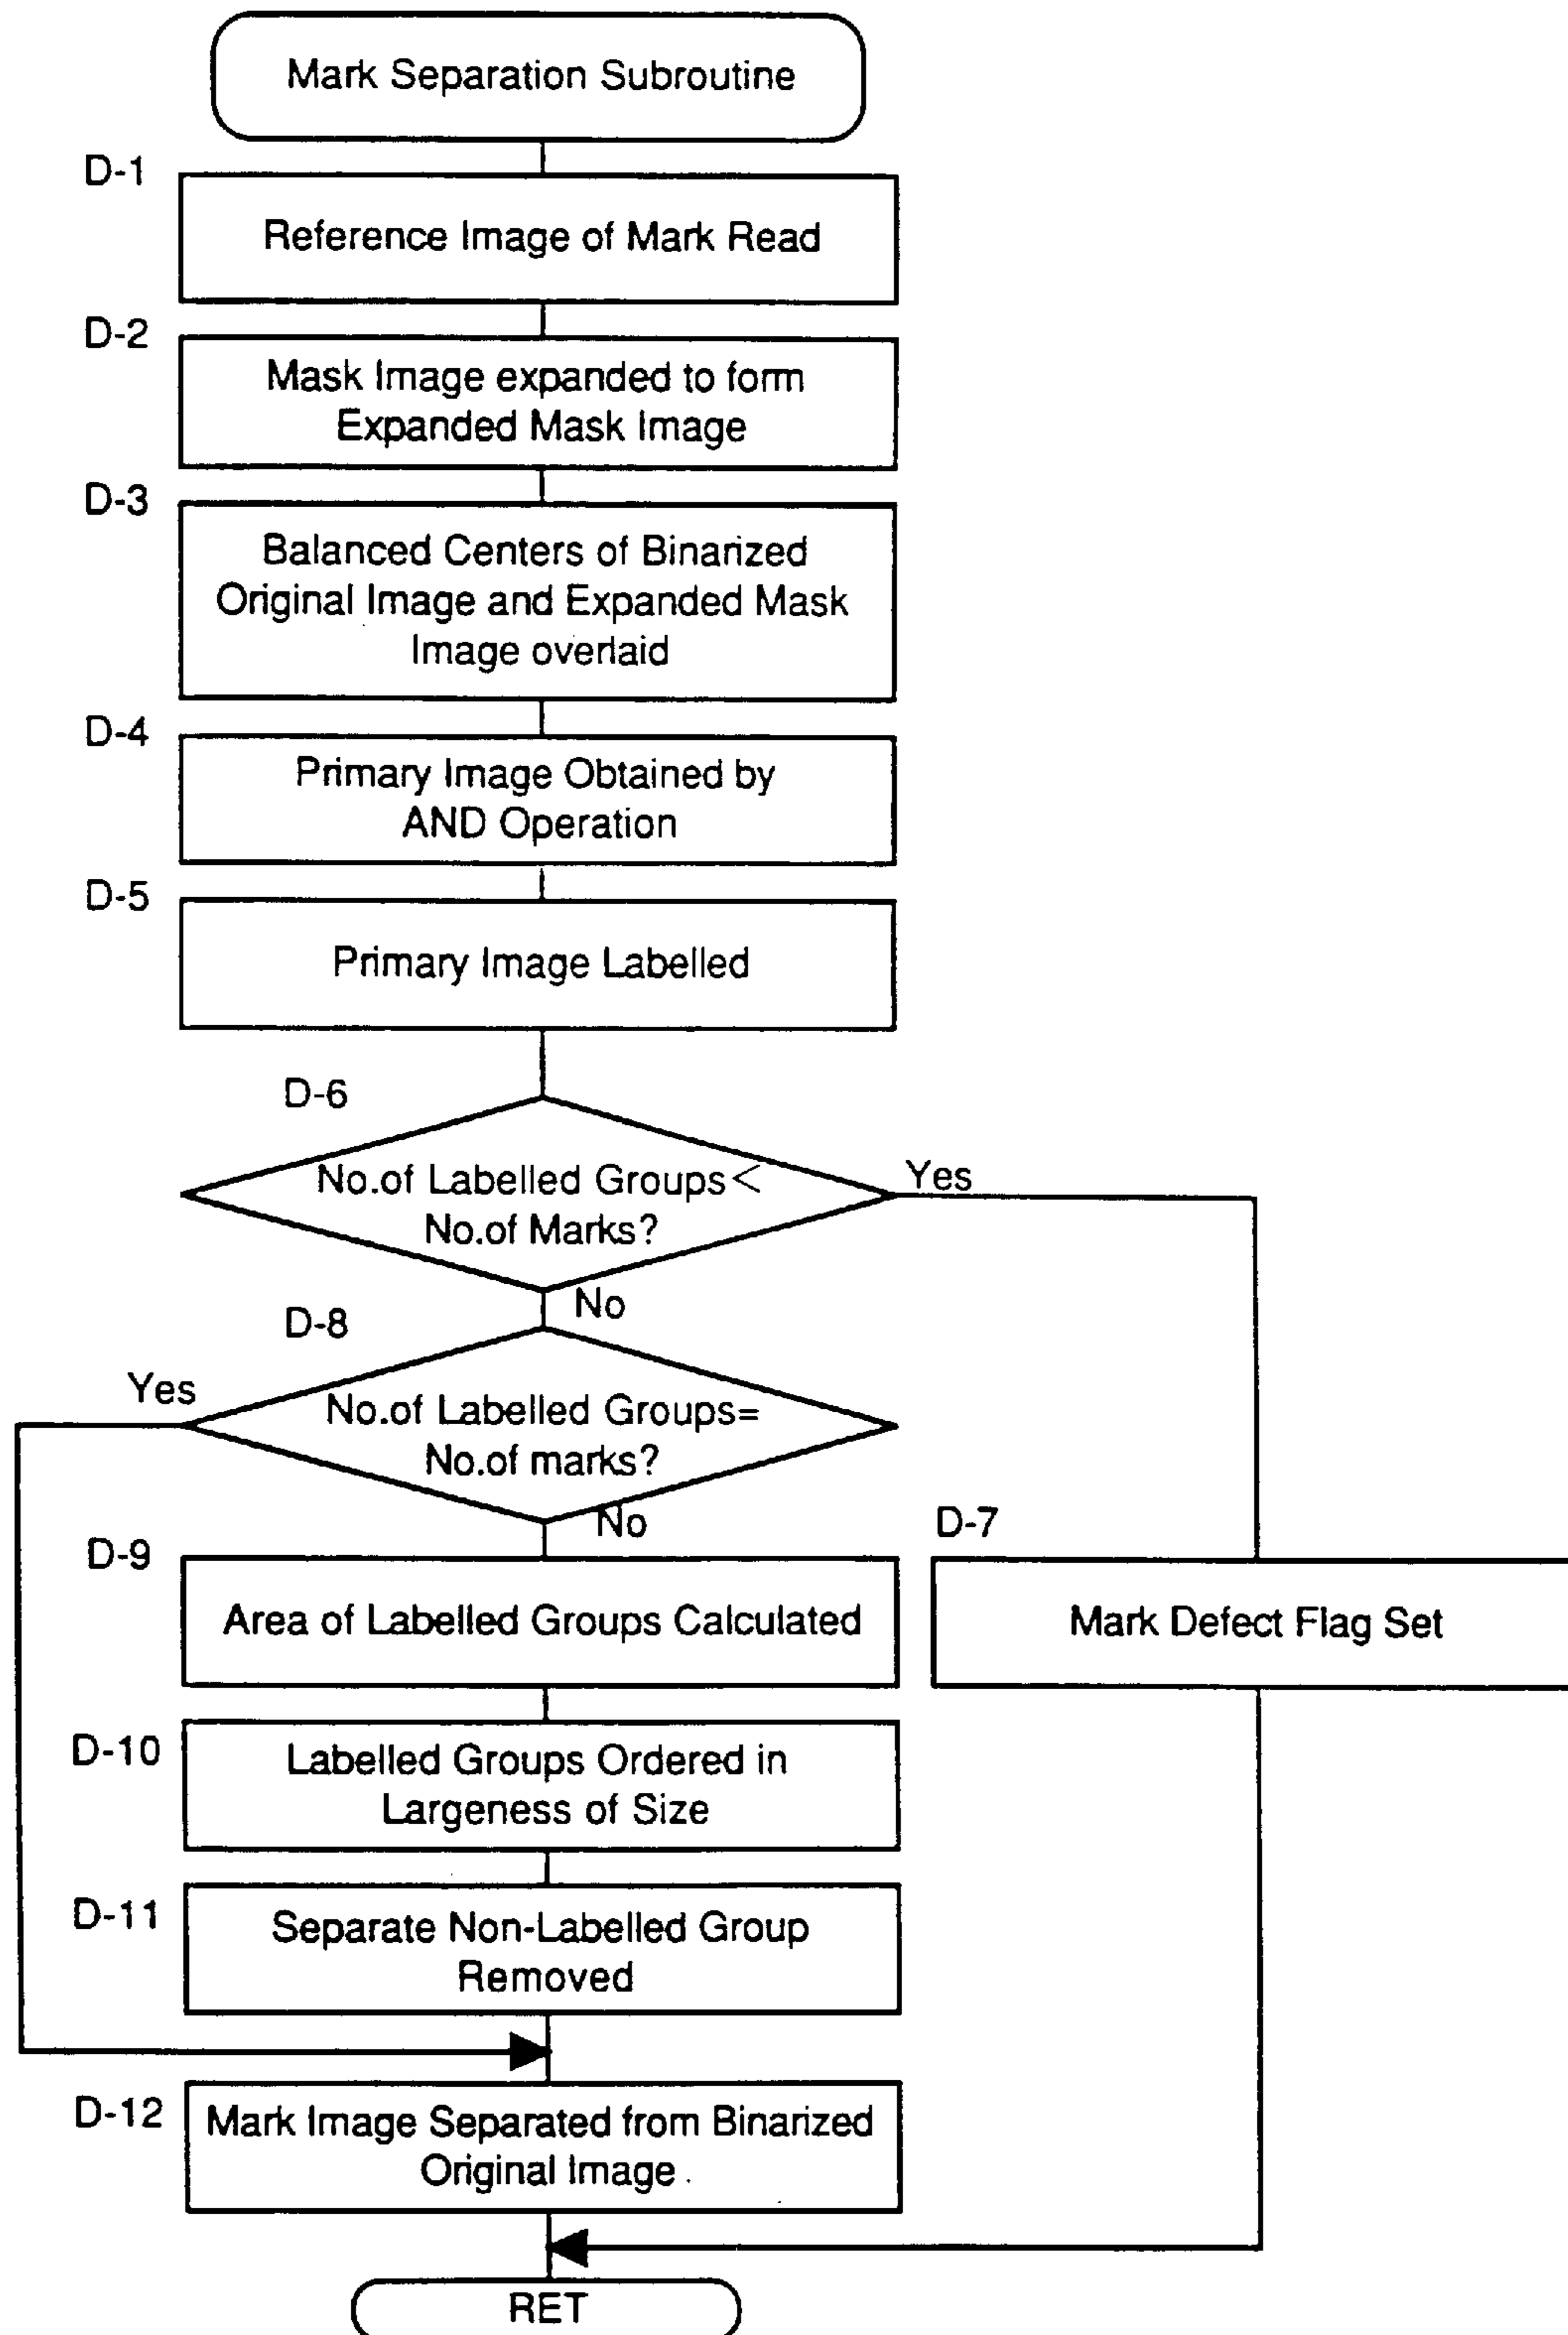 Mark Separation Subroutine
D-1
Reference Image of Mark Read
D-2
Mask Image expanded to form
Expanded Mask Image
D-3
Balanced Centers of Binarized
Original Image and Expanded Mask
Image overlaid
D-4
Primary Image Obtained by
AND Operation
D-5
Primary Image Labelled
D-6
No.of Labelled Groups<
No.of Marks?
Yes
No
D-8
Yes
No.of Labelled Groups=
No.of marks?
No
D-7
Mark Defect Flag Set
D-9
Area of Labelled Groups Calculated
D-10
Labelled Groups Ordered in
Largeness of Size
D-11
Separate Non-Labelled Group
Removed
D-12
Mark Image Separated from Binarized
Original Image
RET